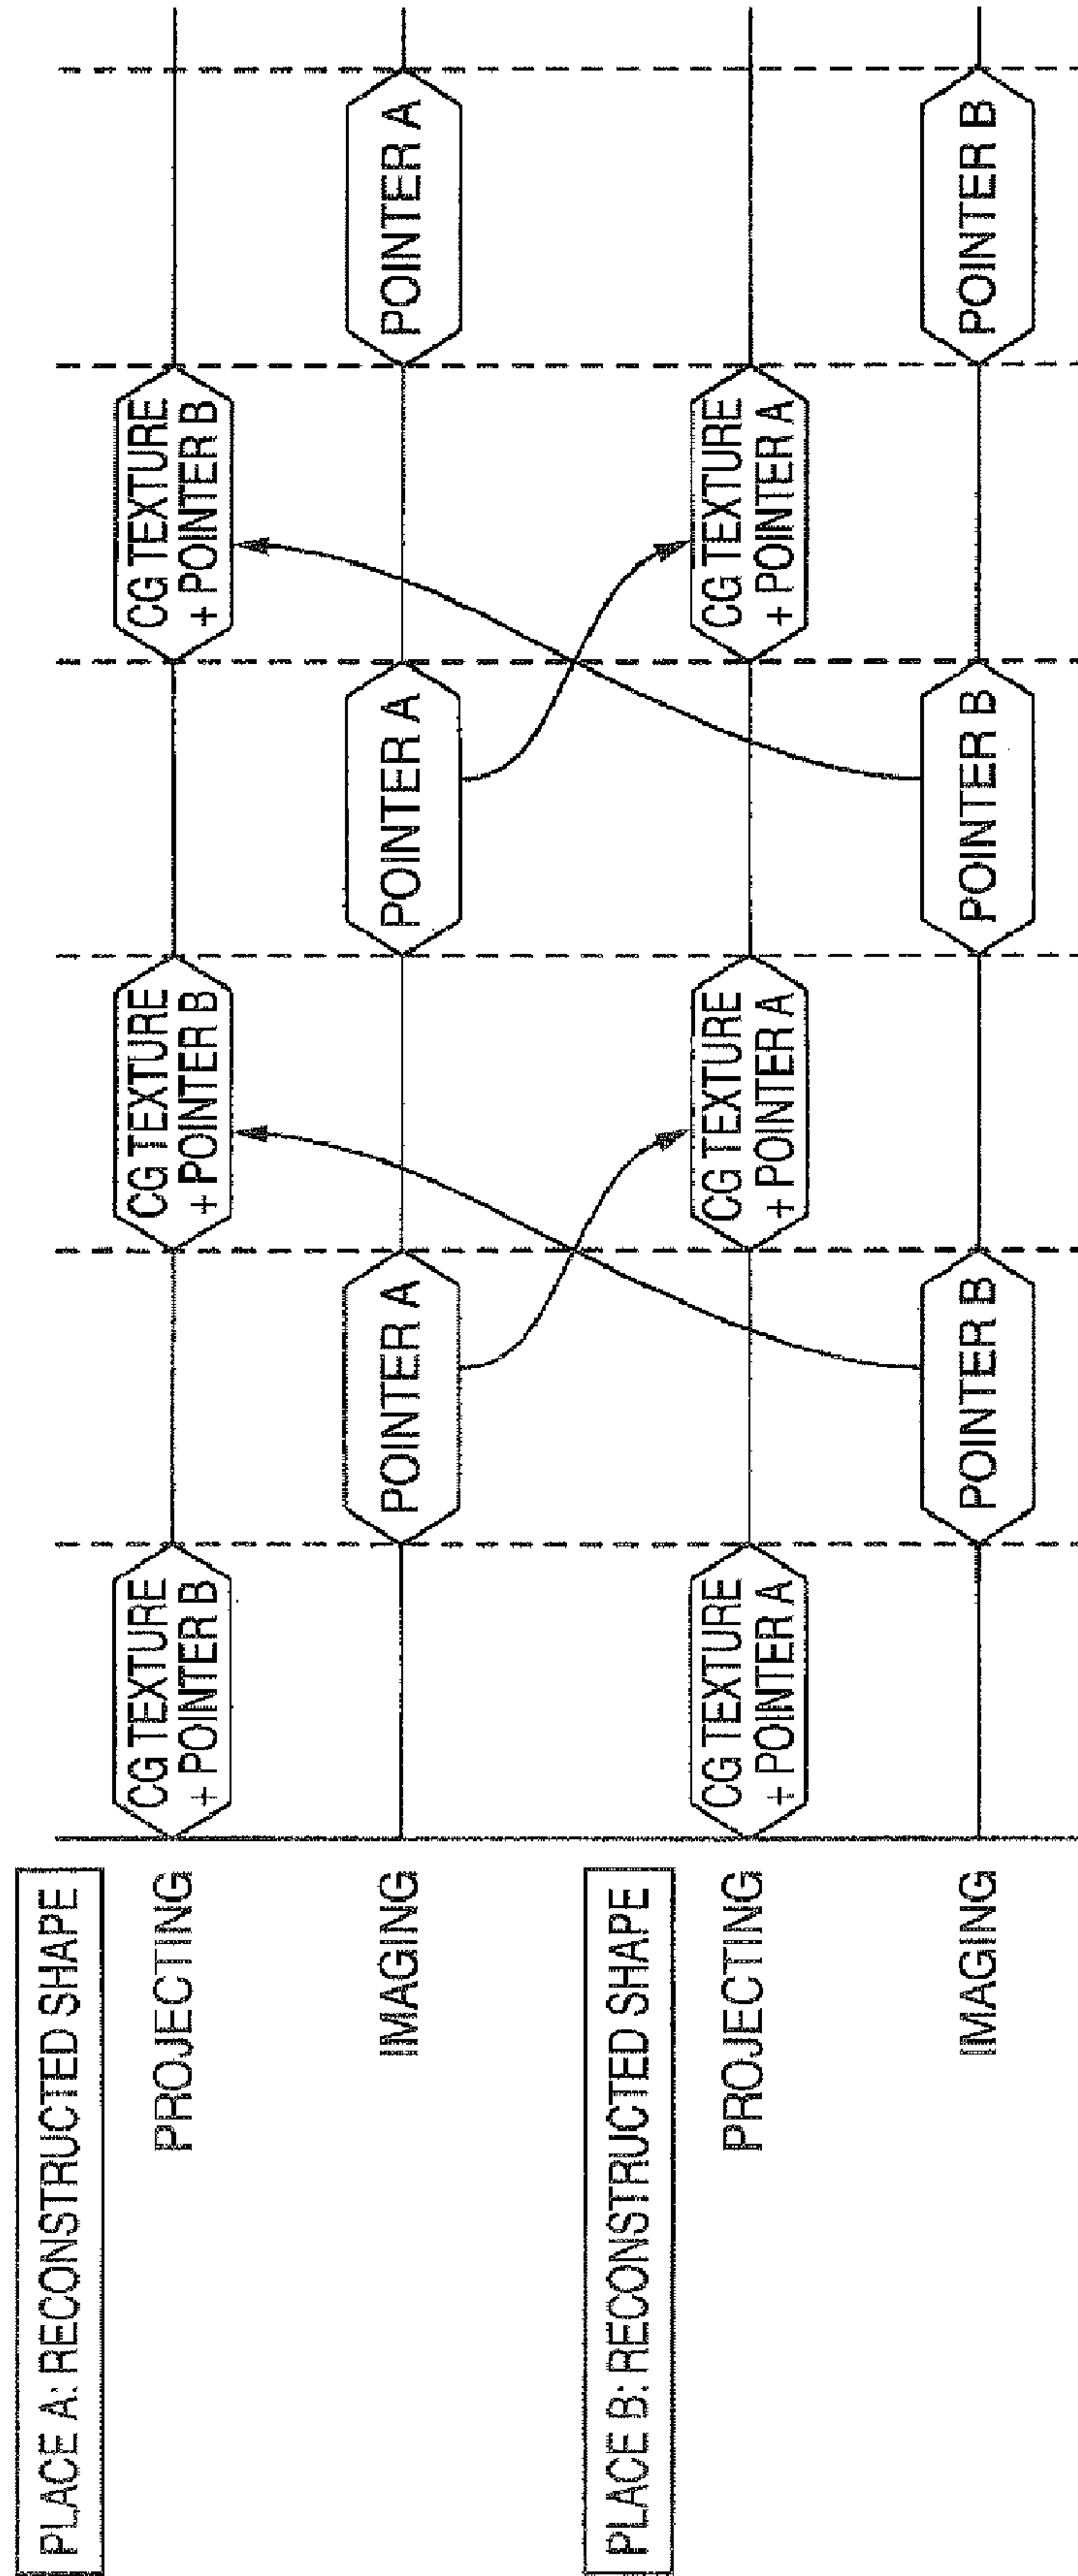 PLACE A: RECONSTRUCTED SHAPE
PROJECTING
CG TEXTURE
+ POINTER B
CG TEXTURE
+ POINTER B
CG TEXTURE
+ POINTER B
IMAGING
POINTER A
POINTER A
POINTER A
PLACE B: RECONSTRUCTED SHAPE
PROJECTING
CG TEXTURE
+ POINTER A
CG TEXTURE
+ POINTER A
CG TEXTURE
+ POINTER A
IMAGING
POINTER B
POINTER B
POINTER B